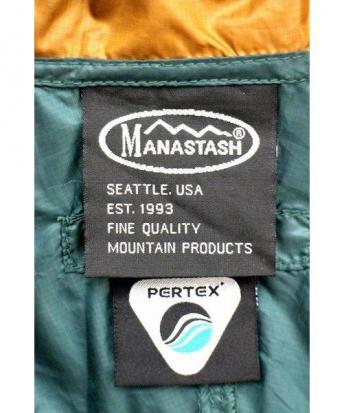 MANASTASH®
SEATTLE. USA
EST. 1993
FINE QUALITY
MOUNTAIN PRODUCTS
PERTEX®